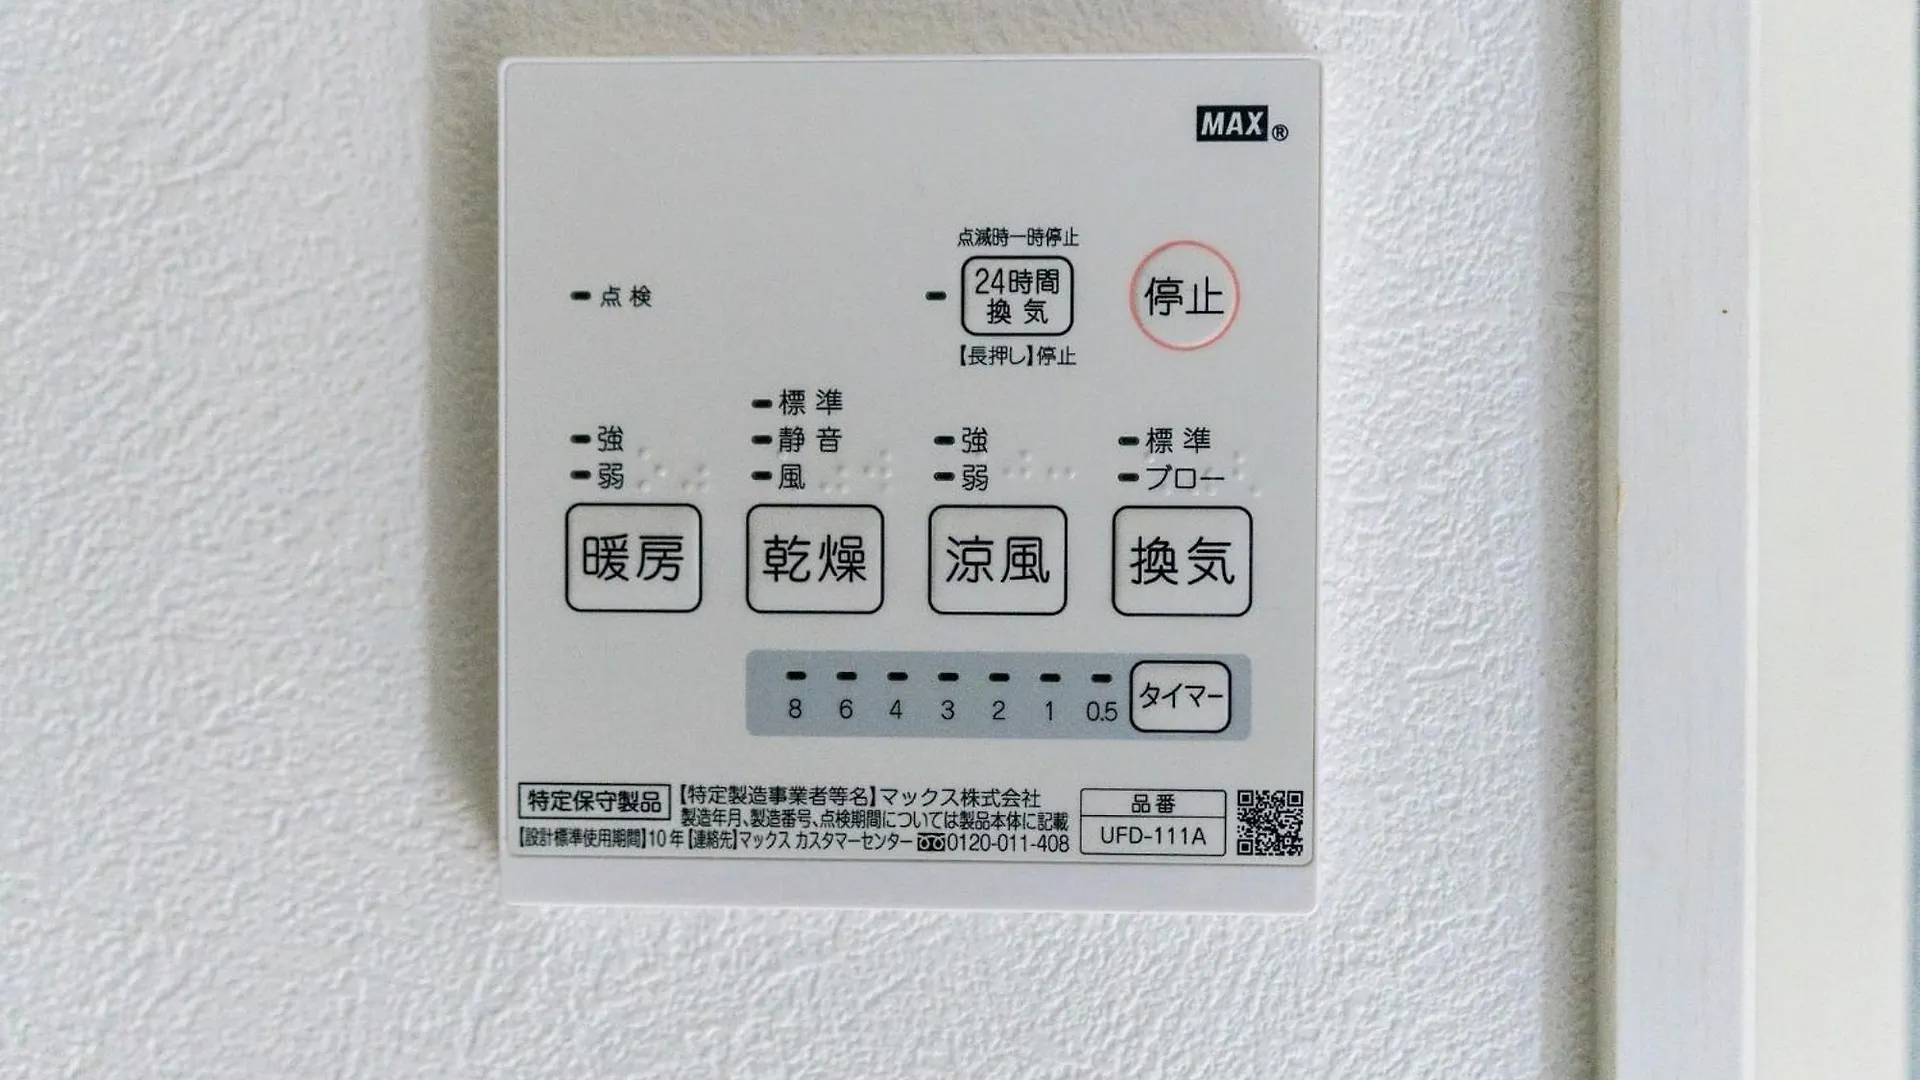 MAX®
点滅時一時停止
点検
24時間
換気
停止
【長押し】停止
標準
強 静音 強 標準
弱 風 弱 ブロー
暖房 乾燥 涼風 換気
8 6 4 3 2 1 0.5 タイマー
特定保守製品 【特定製造事業者等名】マックス株式会社
製造年月、製造番号、点検期間については製品本体に記載
【設計標準使用期間】10年【連絡先】マックス カスタマーセンター 0120-011-408
品番
UFD-111A